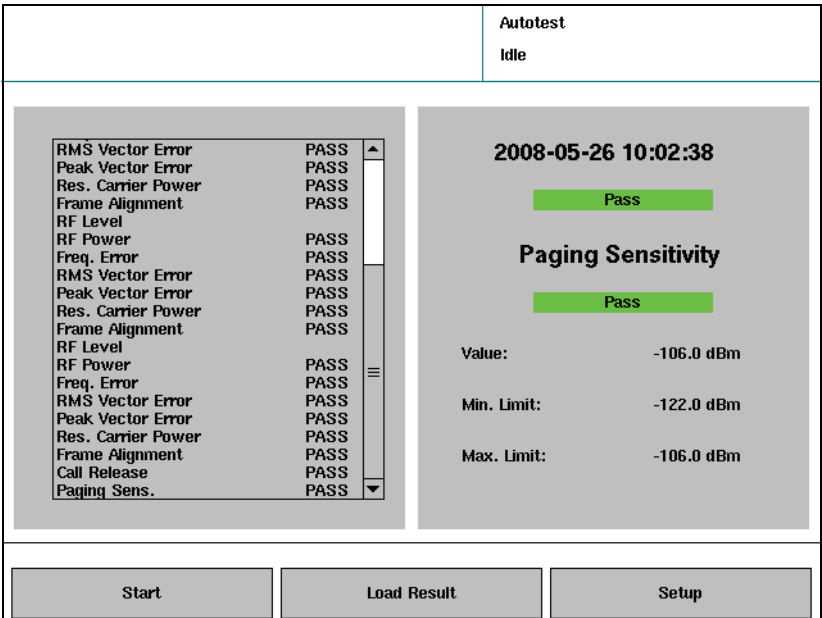 Autotest
Idle
RMS Vector Error PASS
Peak Vector Error PASS
Res. Carrier Power PASS
Frame Alignment PASS
RF Level
RF Power PASS
Freq. Error PASS
RMS Vector Error PASS
Peak Vector Error PASS
Res. Carrier Power PASS
Frame Alignment PASS
RF Level
RF Power PASS
Freq. Error PASS
RMS Vector Error PASS
Peak Vector Error PASS
Res. Carrier Power PASS
Frame Alignment PASS
Call Release PASS
Paging Sens. PASS
2008-05-26 10:02:38
Pass
Paging Sensitivity
Pass
Value: -106.0 dBm
Min. Limit: -122.0 dBm
Max. Limit: -106.0 dBm
Start
Load Result
Setup